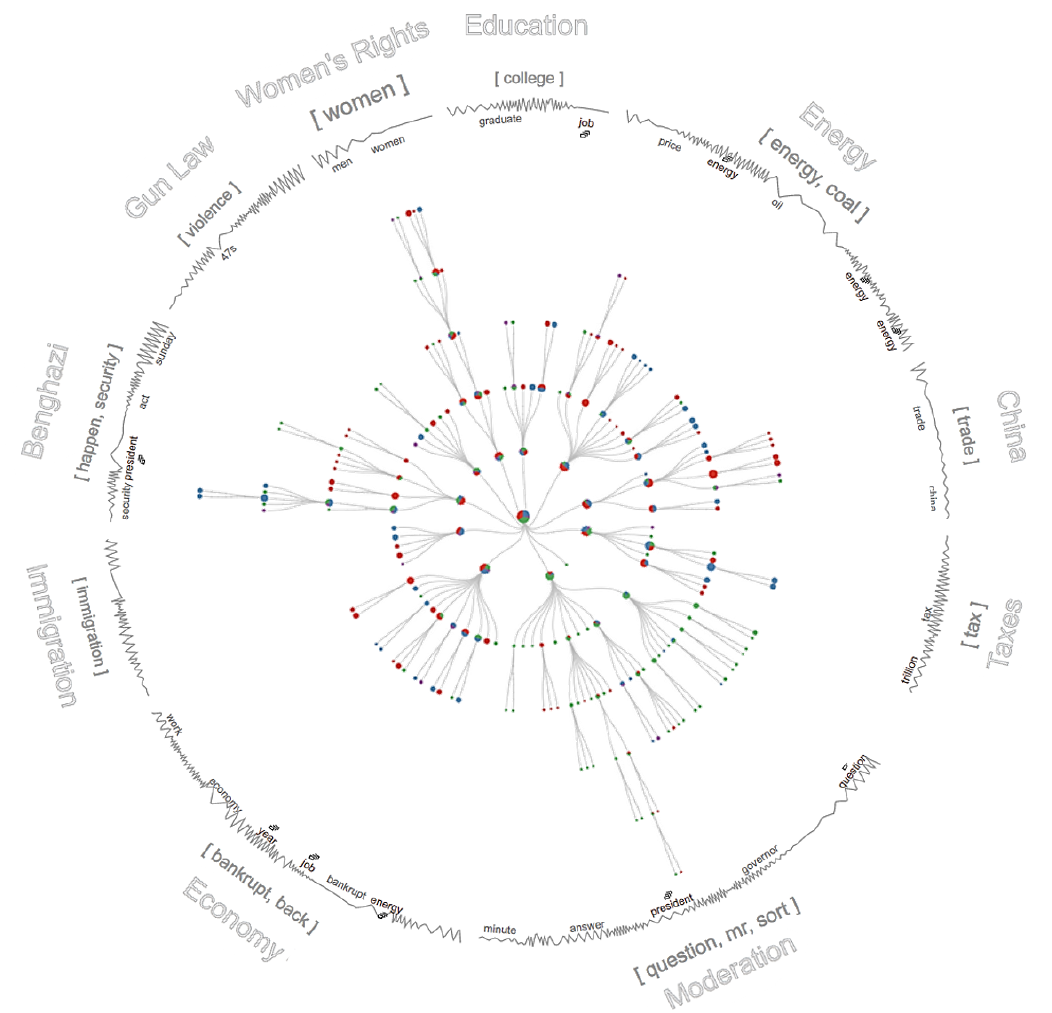 Education
[ college ]
graduate
job
Energy
[ energy, coal ]
price
energy
oil
energy
energy
China
[ trade ]
trade
china
Taxes
[ tax ]
tax
trillion
Moderation
[ question, mr, sort ]
question
governor
president
answer
minute
Economy
[ bankrupt, back ]
energy
bankrupt
job
year
economy
work
Immigration
[ immigration ]
Benghazi
[ happen, security ]
security
president
act
sunday
Gun Law
[ violence ]
47s
Women's Rights
[ women ]
men
women